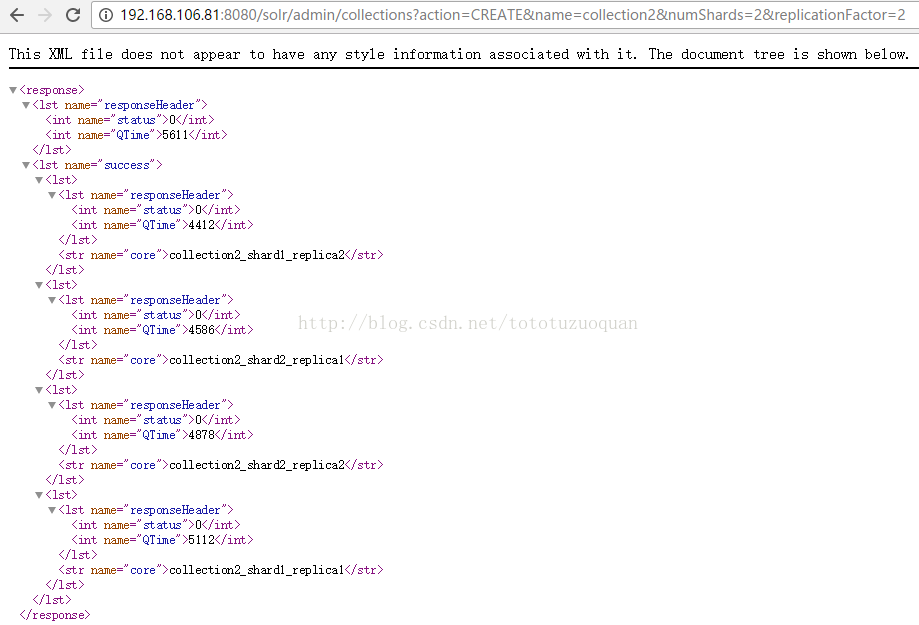 192.168.106.81:8080/solr/admin/collections?action=CREATE&name=collection2&numShards=2&replicationFactor=2
This XML file does not appear to have any style information associated with it. The document tree is shown below.
<response>
<lst name="responseHeader">
<int name="status">0</int>
<int name="QTime">5611</int>
</lst>
<lst name="success">
<lst>
<lst name="responseHeader">
<int name="status">0</int>
<int name="QTime">4412</int>
</lst>
<str name="core">collection2_shard1_replica2</str>
</lst>
<lst>
<lst name="responseHeader">
<int name="status">0</int>
http://blog.csdn.net/tototuzuoquan
<int name="QTime">4586</int>
</lst>
<str name="core">collection2_shard2_replica1</str>
</lst>
<lst>
<lst name="responseHeader">
<int name="status">0</int>
<int name="QTime">4878</int>
</lst>
<str name="core">collection2_shard2_replica2</str>
</lst>
<lst>
<lst name="responseHeader">
<int name="status">0</int>
<int name="QTime">5112</int>
</lst>
<str name="core">collection2_shard1_replica1</str>
</lst>
</lst>
</response>